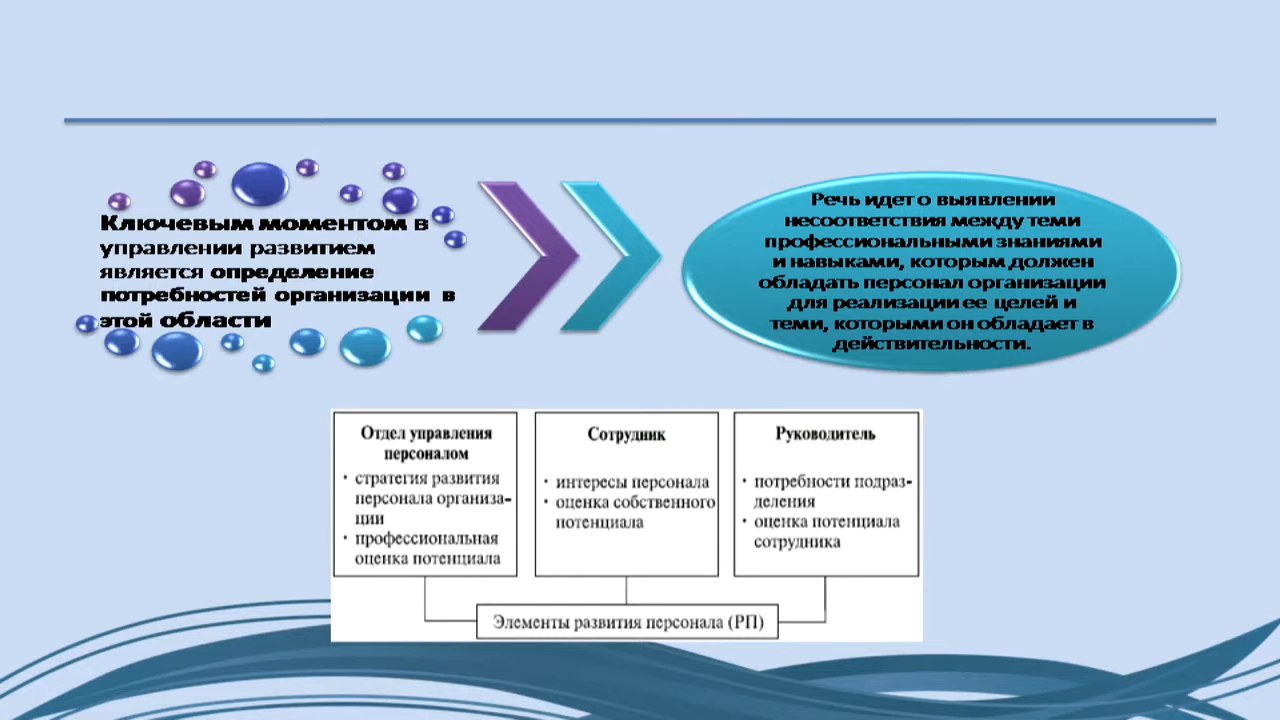 Ключевым моментом в
управлении развитием
является определение
потребностей организации в
этой области
Речь идет о выявлении
несоответствия между теми
профессиональными знаниями
и навыками, которым должен
обладать персонал организации
для реализации ее целей и
теми, которыми он обладает в
действительности.
Отдел управления
персоналом
· стратегия развития
персонала организа-
ции
· профессиональная
оценка потенциала
Сотрудник
· интересы персонала
· оценка собственного
потенциала
Руководитель
· потребности подраз-
деления
· оценка потенциала
сотрудника
Элементы развития персонала (РП)